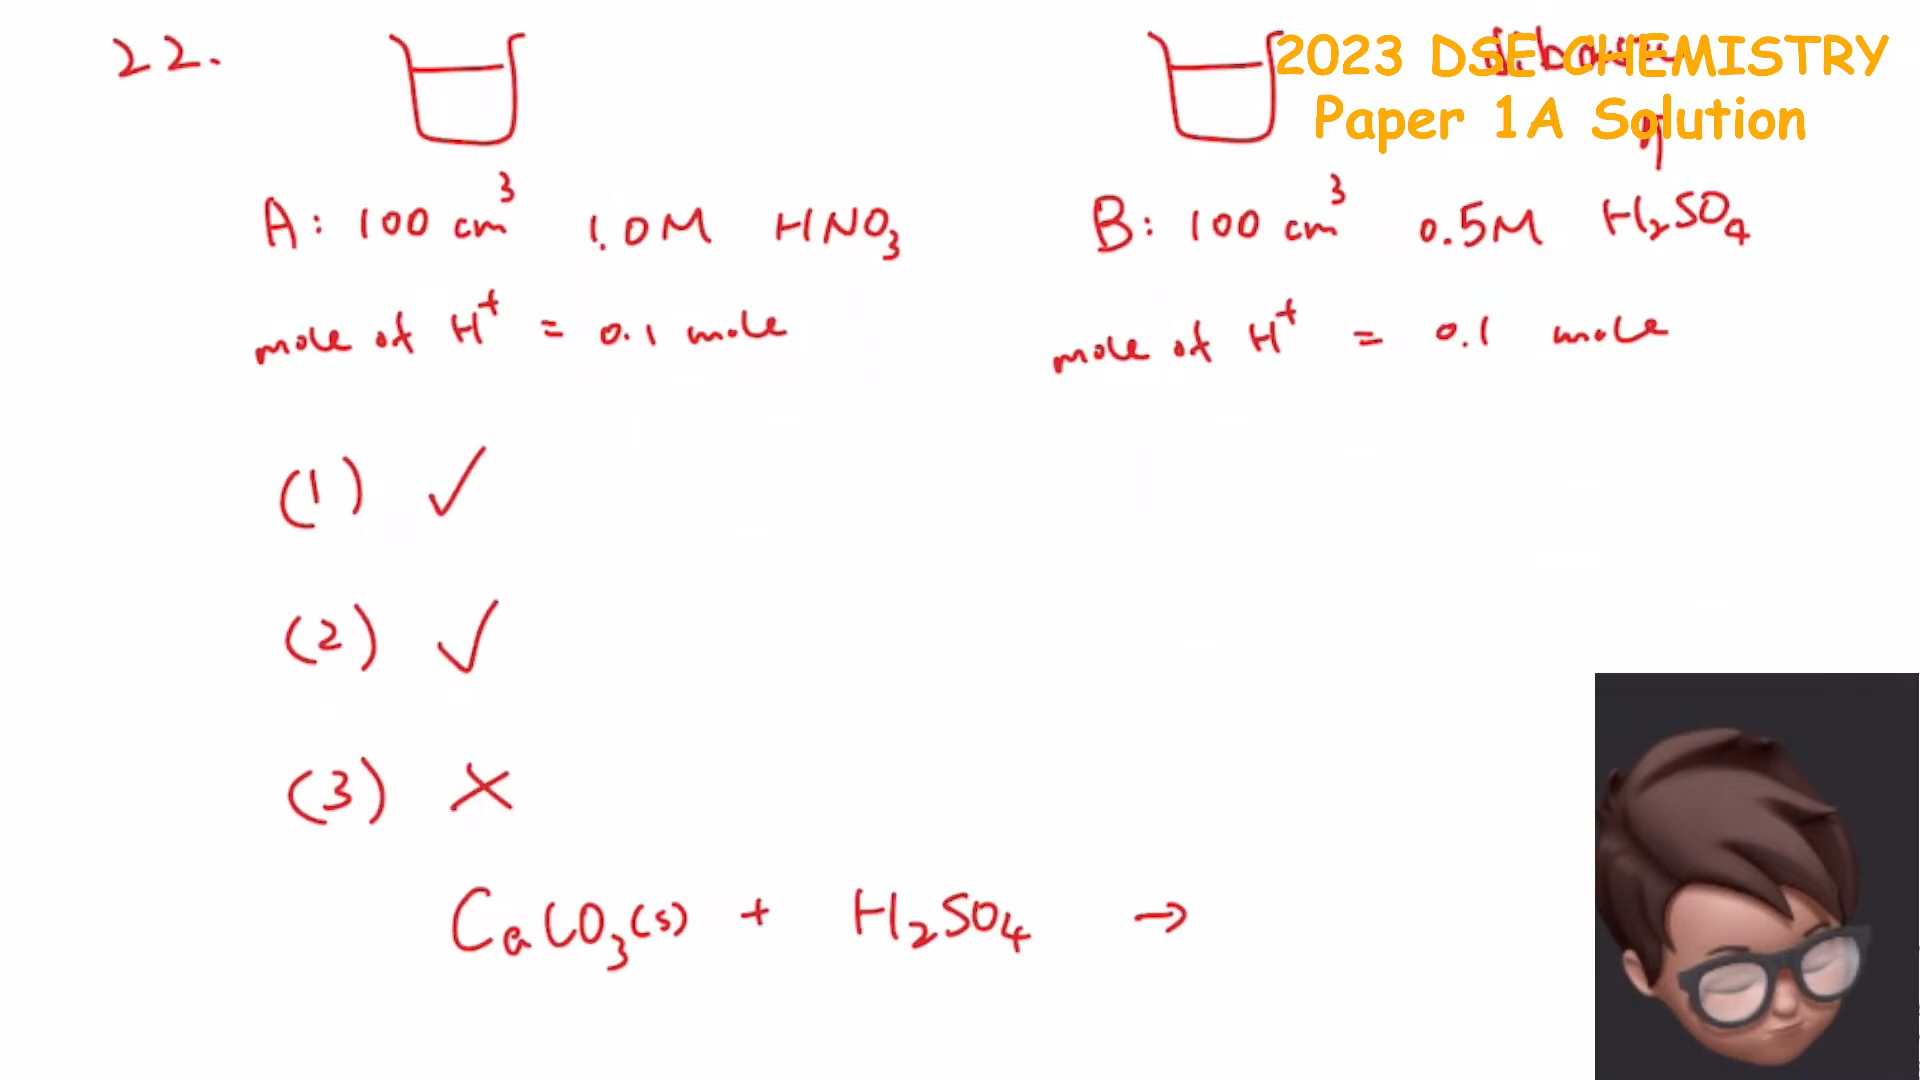 22.
2023 DSE CHEMISTRY
Paper 1A Solution
A: 100 cm³ 1.0M HNO₃
B: 100 cm³ 0.5M H₂SO₄
mole of H⁺ = 0.1 mole
mole of H⁺ = 0.1 mole
(1) ✓
(2) ✓
(3) ✗
CaCO₃(s) + H₂SO₄ →